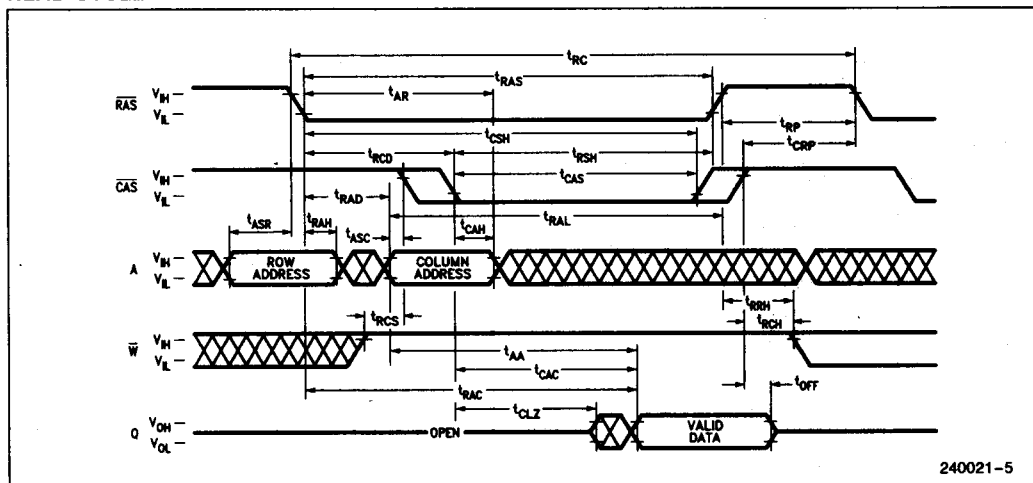 tRC
tRAS
tAR
RAS VIH
VIL
tRP
tCSH
tCRP
tRCD tRSH
CAS VIH
VIL
tCAS
tRAD
tRAL
tASR tRAH tASC tCAH
A VIH
VIL
ROW ADDRESS
COLUMN ADDRESS
tRRH
tRCS tRCH
W VIH
VIL
tAA
tCAC
tRAC tOFF
tCLZ
Q VOH
VOL
OPEN
VALID DATA
240021-5